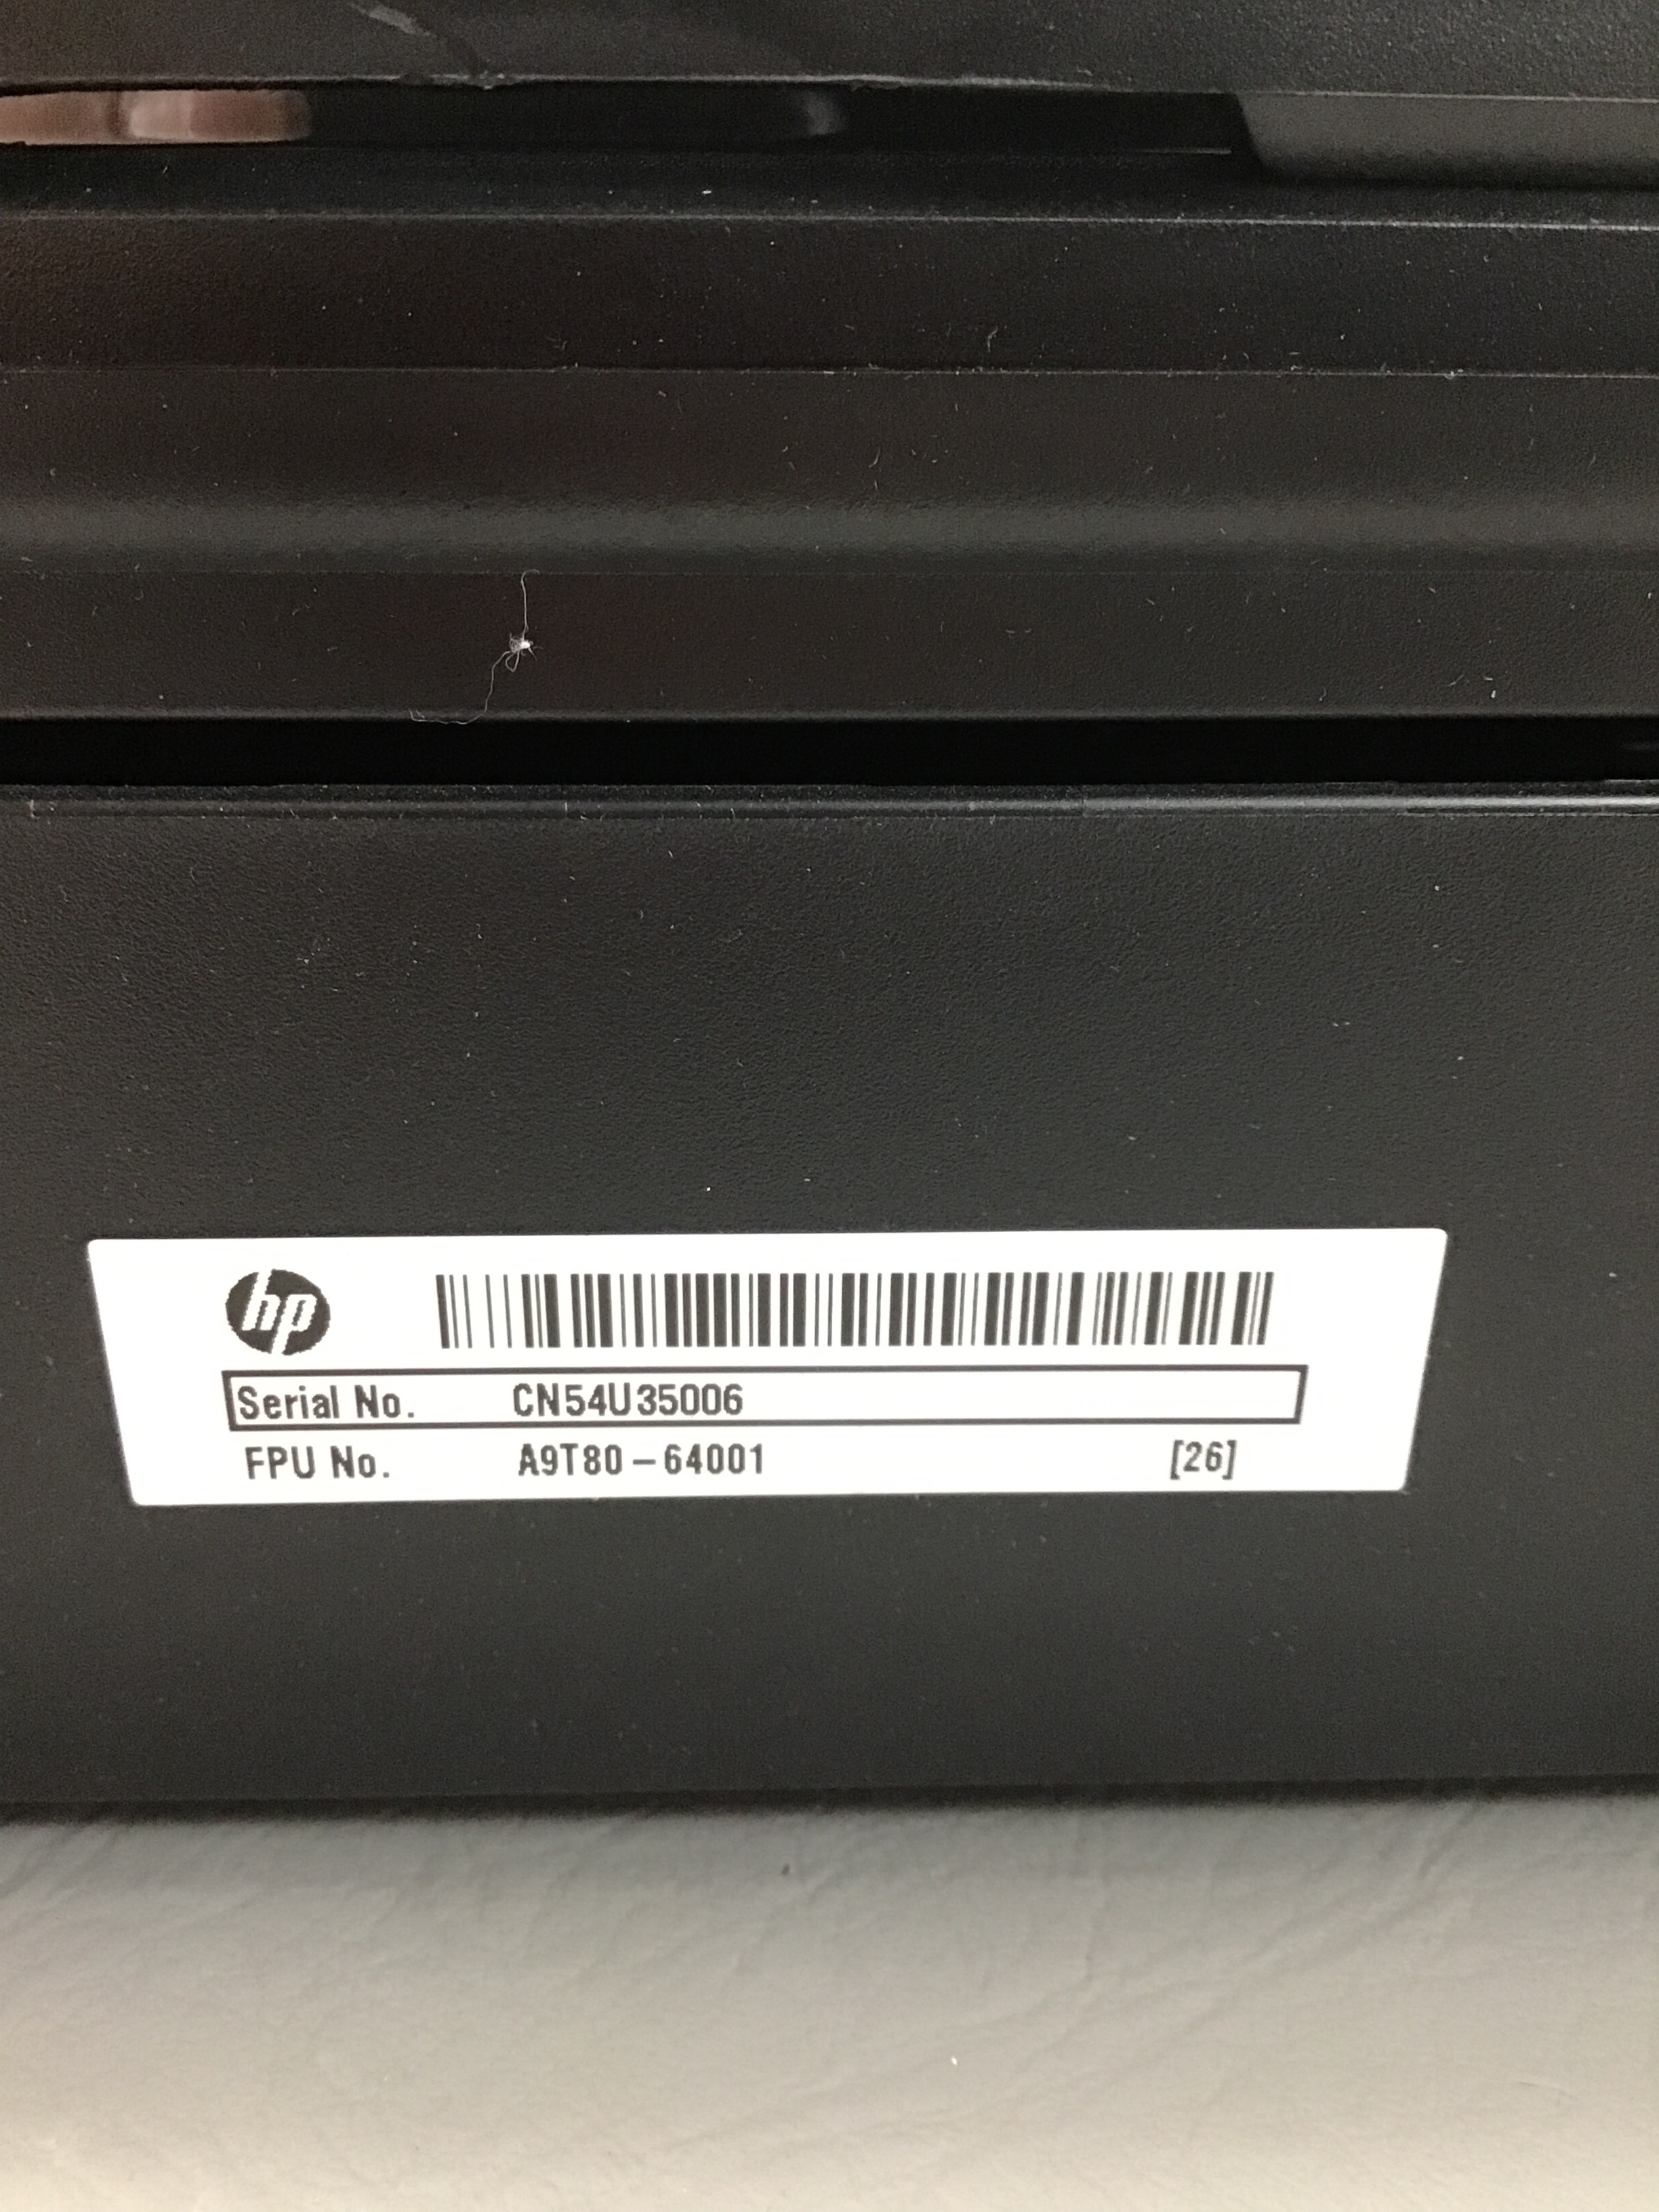 hp
Serial No. CN54U35006
FPU No. A9T80-64001 [26]